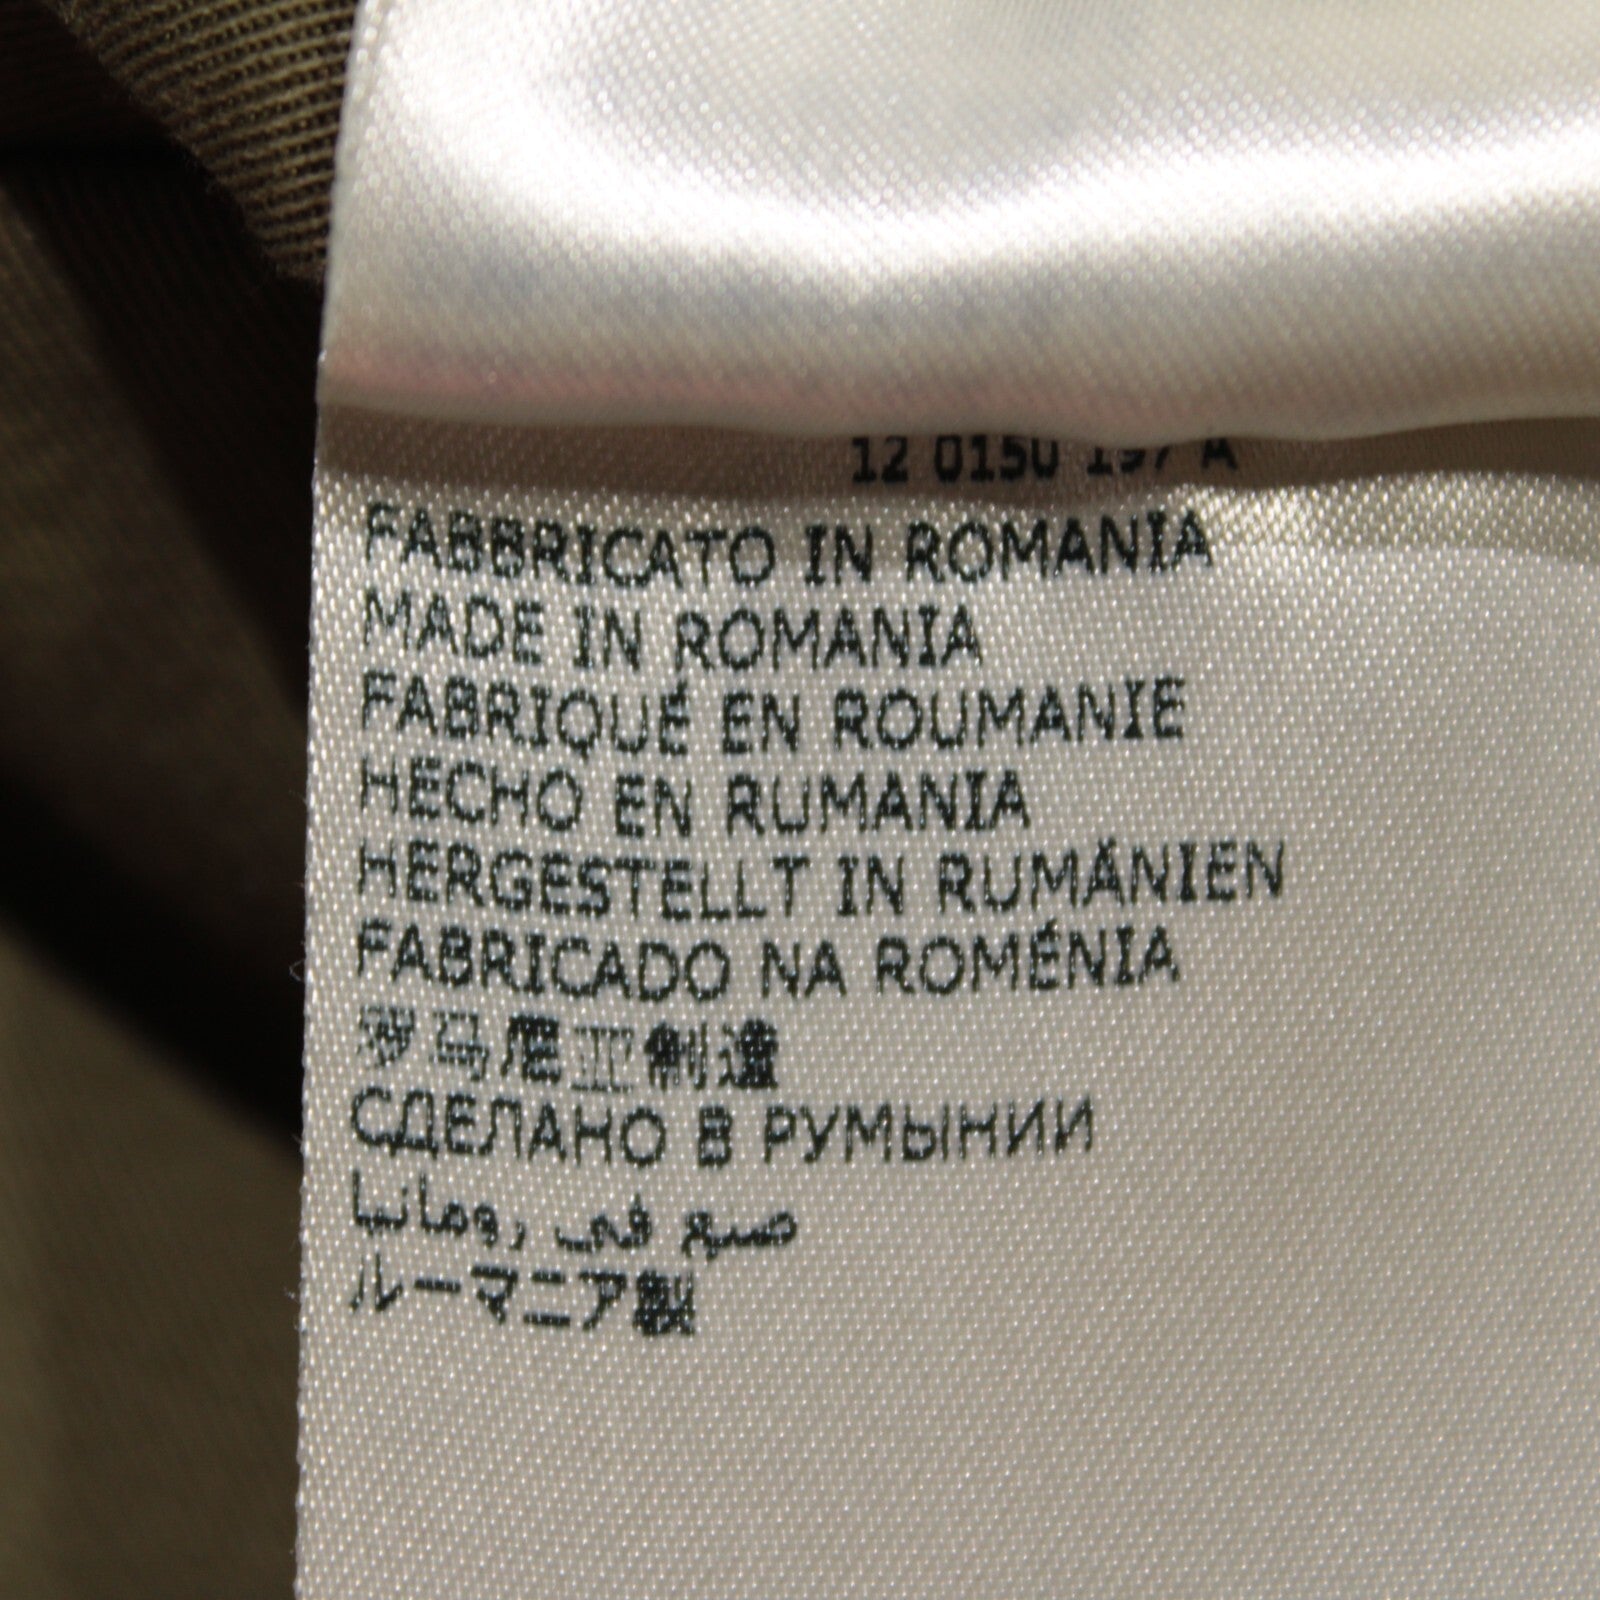 12 0150 197 A
FABBRICATO IN ROMANIA
MADE IN ROMANIA
FABRIQUÉ EN ROUMANIE
HECHO EN RUMANIA
HERGESTELLT IN RUMÄNIEN
FABRICADO NA ROMÉNIA
罗马尼亚制造
СДЕЛАНО В РУМЫНИИ
صنع في رومانيا
ルーマニア製